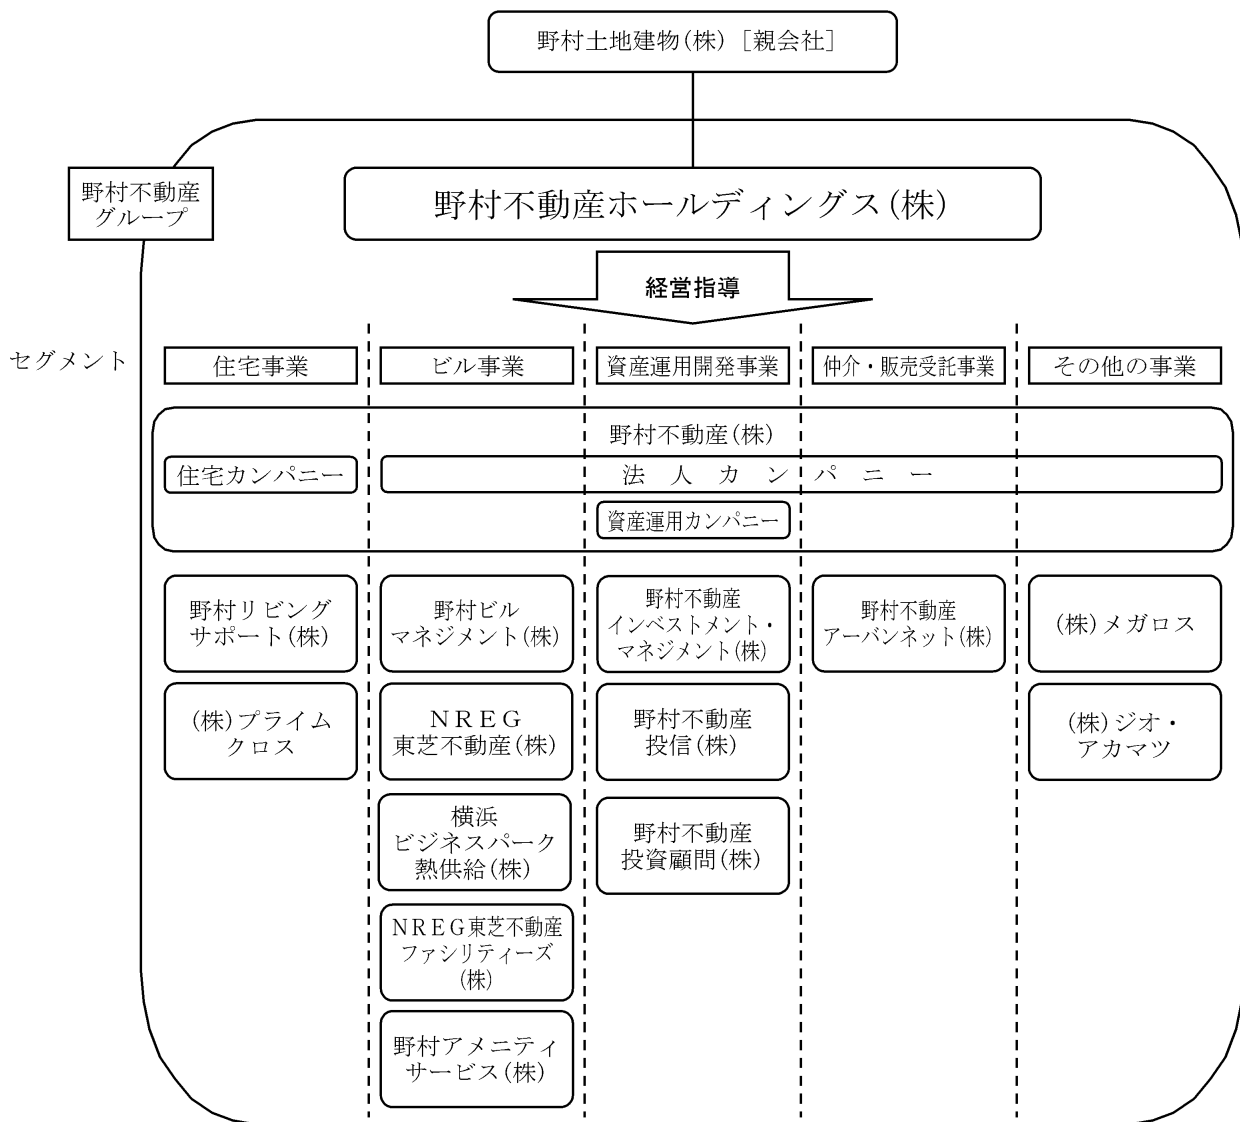 野村土地建物(株) [親会社]
野村不動産
グループ
野村不動産ホールディングス(株)
経営指導
セグメント
住宅事業
ビル事業
資産運用開発事業
仲介・販売受託事業
その他の事業
野村不動産(株)
住宅カンパニー
法人カンパニー
資産運用カンパニー
野村リビング
サポート(株)
野村ビル
マネジメント(株)
野村不動産
インベストメント・
マネジメント(株)
野村不動産
アーバンネット(株)
(株)メガロス
(株)プライム
クロス
NREG
東芝不動産(株)
野村不動産
投信(株)
(株)ジオ・
アカマツ
横浜
ビジネスパーク
熱供給(株)
野村不動産
投資顧問(株)
NREG東芝不動産
ファシリティーズ
(株)
野村アメニティ
サービス(株)